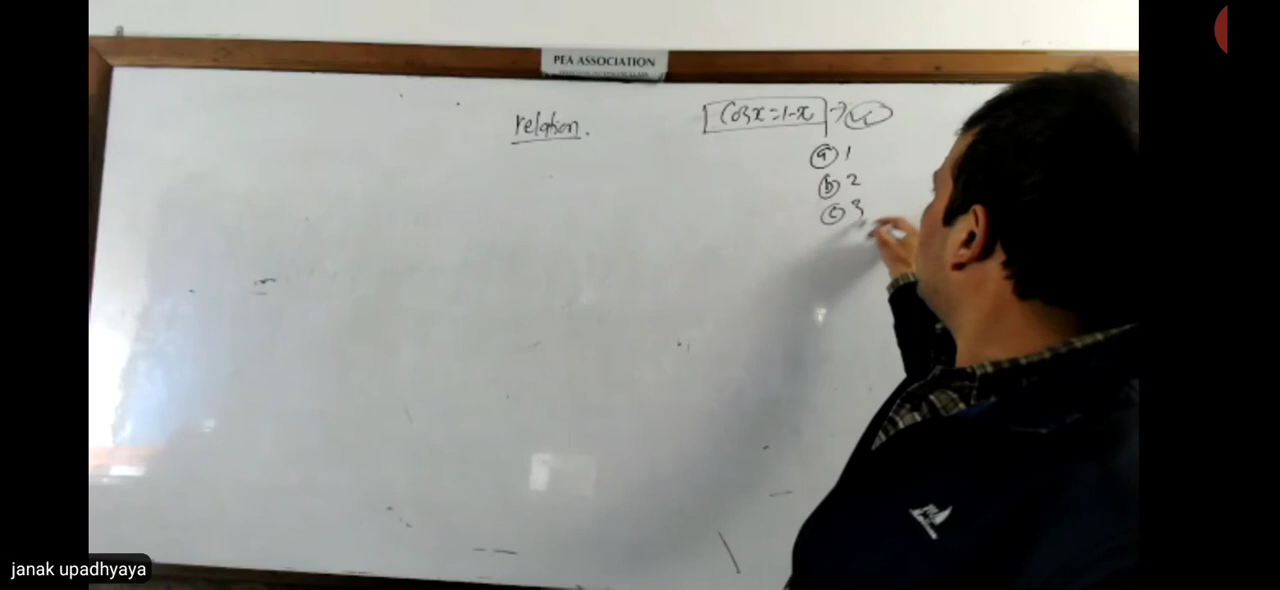 PEA ASSOCIATION
relation.
Cos x = 1-x →
a 1
b 2
c 3
janak upadhyaya